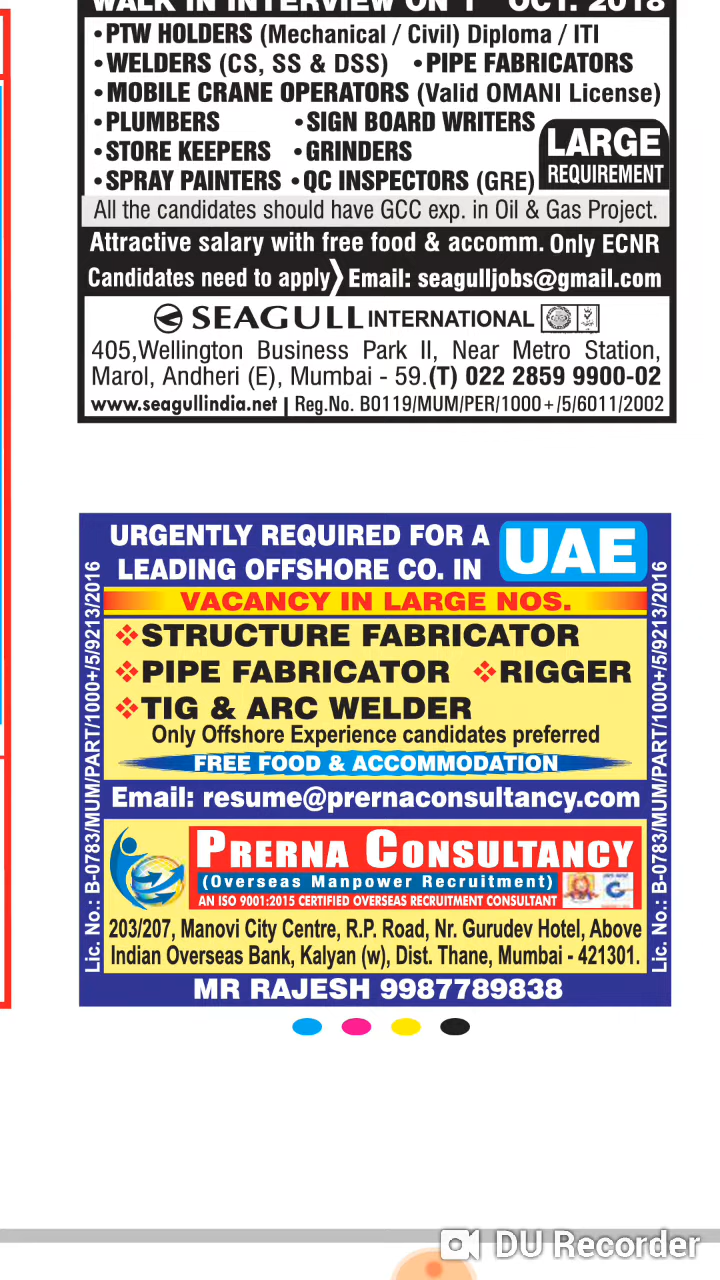 WALK IN INTERVIEW ON 1 OCT. 2018
•PTW HOLDERS (Mechanical / Civil) Diploma / ITI
•WELDERS (CS, SS & DSS) •PIPE FABRICATORS
•MOBILE CRANE OPERATORS (Valid OMANI License)
•PLUMBERS •SIGN BOARD WRITERS
•STORE KEEPERS •GRINDERS
•SPRAY PAINTERS •QC INSPECTORS (GRE)
LARGE
REQUIREMENT
All the candidates should have GCC exp. in Oil & Gas Project.
Attractive salary with free food & accomm. Only ECNR
Candidates need to apply Email: seagulljobs@gmail.com
SEAGULL INTERNATIONAL
405,Wellington Business Park II, Near Metro Station,
Marol, Andheri (E), Mumbai - 59.(T) 022 2859 9900-02
www.seagullindia.net | Reg.No. B0119/MUM/PER/1000+/5/6011/2002
URGENTLY REQUIRED FOR A
LEADING OFFSHORE CO. IN
UAE
VACANCY IN LARGE NOS.
STRUCTURE FABRICATOR
PIPE FABRICATOR RIGGER
TIG & ARC WELDER
Only Offshore Experience candidates preferred
FREE FOOD & ACCOMMODATION
Email: resume@prernaconsultancy.com
PRERNA CONSULTANCY
(Overseas Manpower Recruitment)
AN ISO 9001:2015 CERTIFIED OVERSEAS RECRUITMENT CONSULTANT
203/207, Manovi City Centre, R.P. Road, Nr. Gurudev Hotel, Above
Indian Overseas Bank, Kalyan (w), Dist. Thane, Mumbai - 421301.
MR RAJESH 9987789838
Lic. No.: B-0783/MUM/PART/1000+/5/9213/2016
Lic. No.: B-0783/MUM/PART/1000+/5/9213/2016
DU Recorder